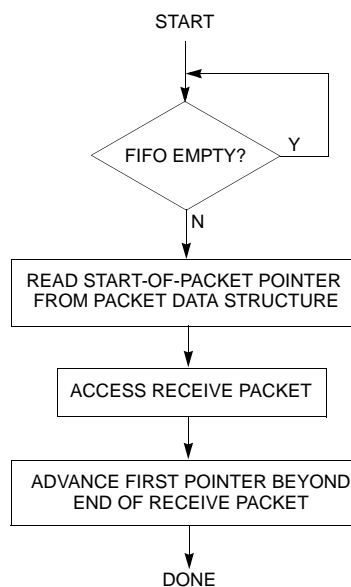 START
FIFO EMPTY?
Y
N
READ START-OF-PACKET POINTER
FROM PACKET DATA STRUCTURE
ACCESS RECEIVE PACKET
ADVANCE FIRST POINTER BEYOND
END OF RECEIVE PACKET
DONE